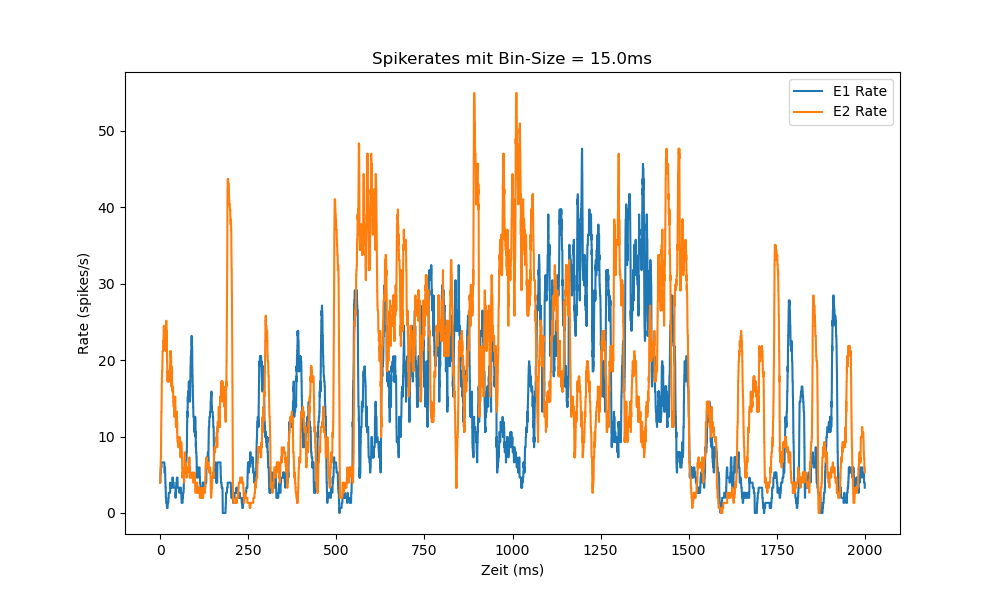 Spikerates mit Bin-Size = 15.0ms
E1 Rate
E2 Rate
Rate (spikes/s)
50
40
30
20
10
0
0 250 500 750 1000 1250 1500 1750 2000
Zeit (ms)